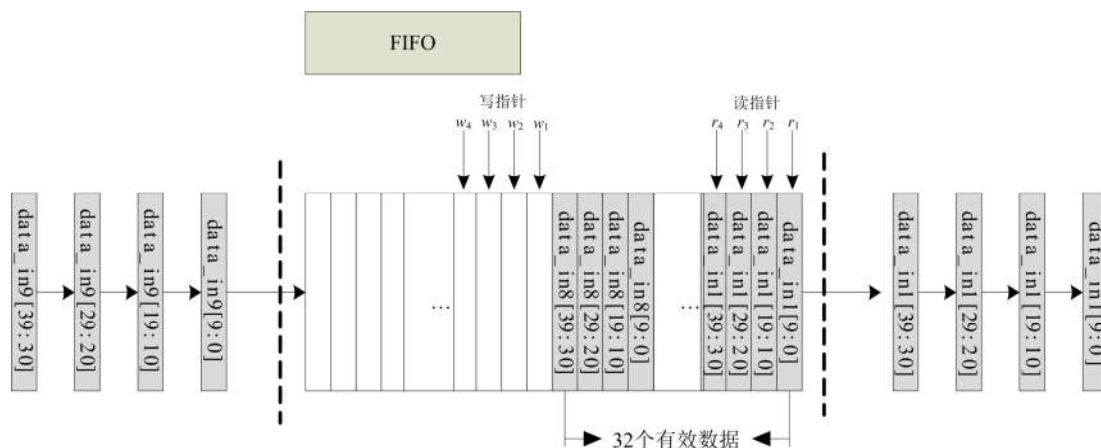 FIFO
写指针
读指针
w4 w3 w2 w1
r4 r3 r2 r1
data_in9[39:30]
data_in9[29:20]
data_in9[19:10]
data_in9[9:0]
…
data_in8[39:30]
data_in8[29:20]
data_in8[19:10]
data_in8[9:0]
…
data_in1[39:30]
data_in1[29:20]
data_in1[19:10]
data_in1[9:0]
data_in1[39:30]
data_in1[29:20]
data_in1[19:10]
data_in1[9:0]
32个有效数据